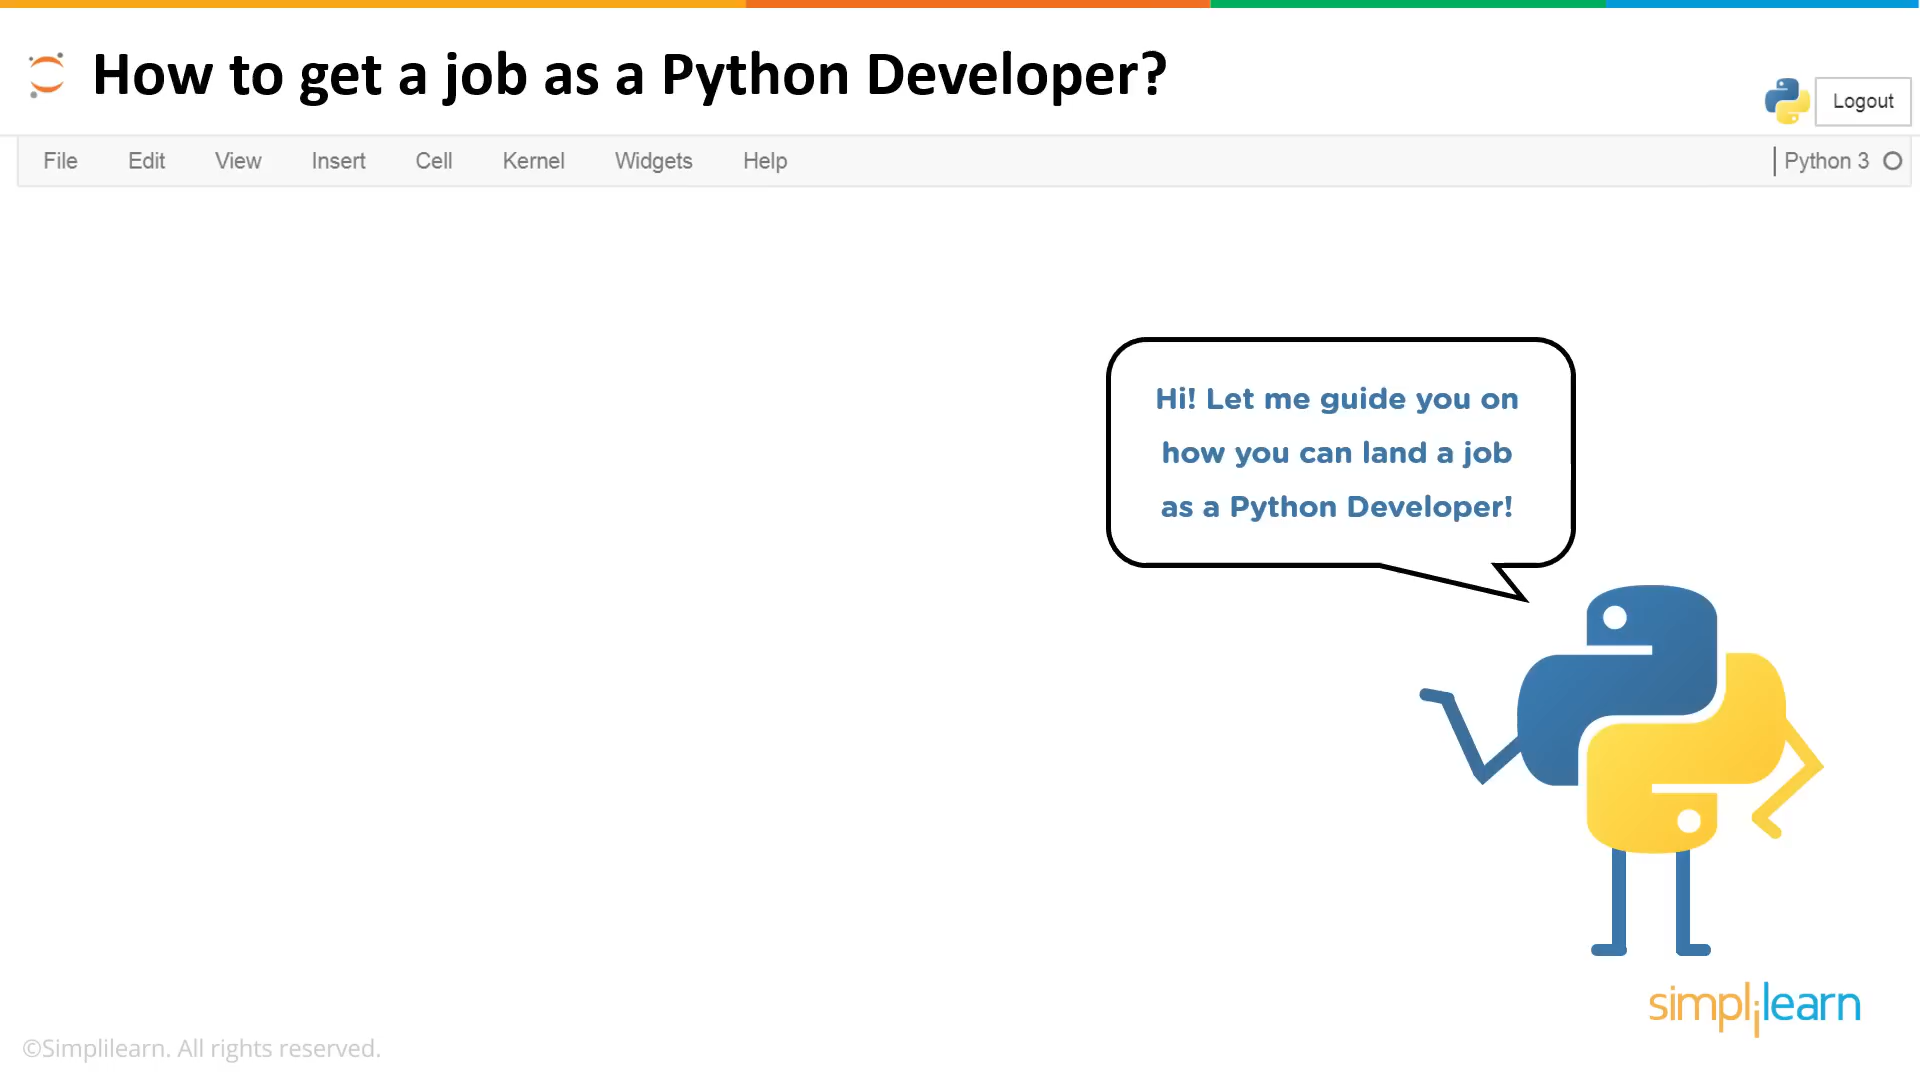 How to get a job as a Python Developer?
Logout
File Edit View Insert Cell Kernel Widgets Help Python 3
Hi! Let me guide you on
how you can land a job
as a Python Developer!
simplilearn
©Simplilearn. All rights reserved.